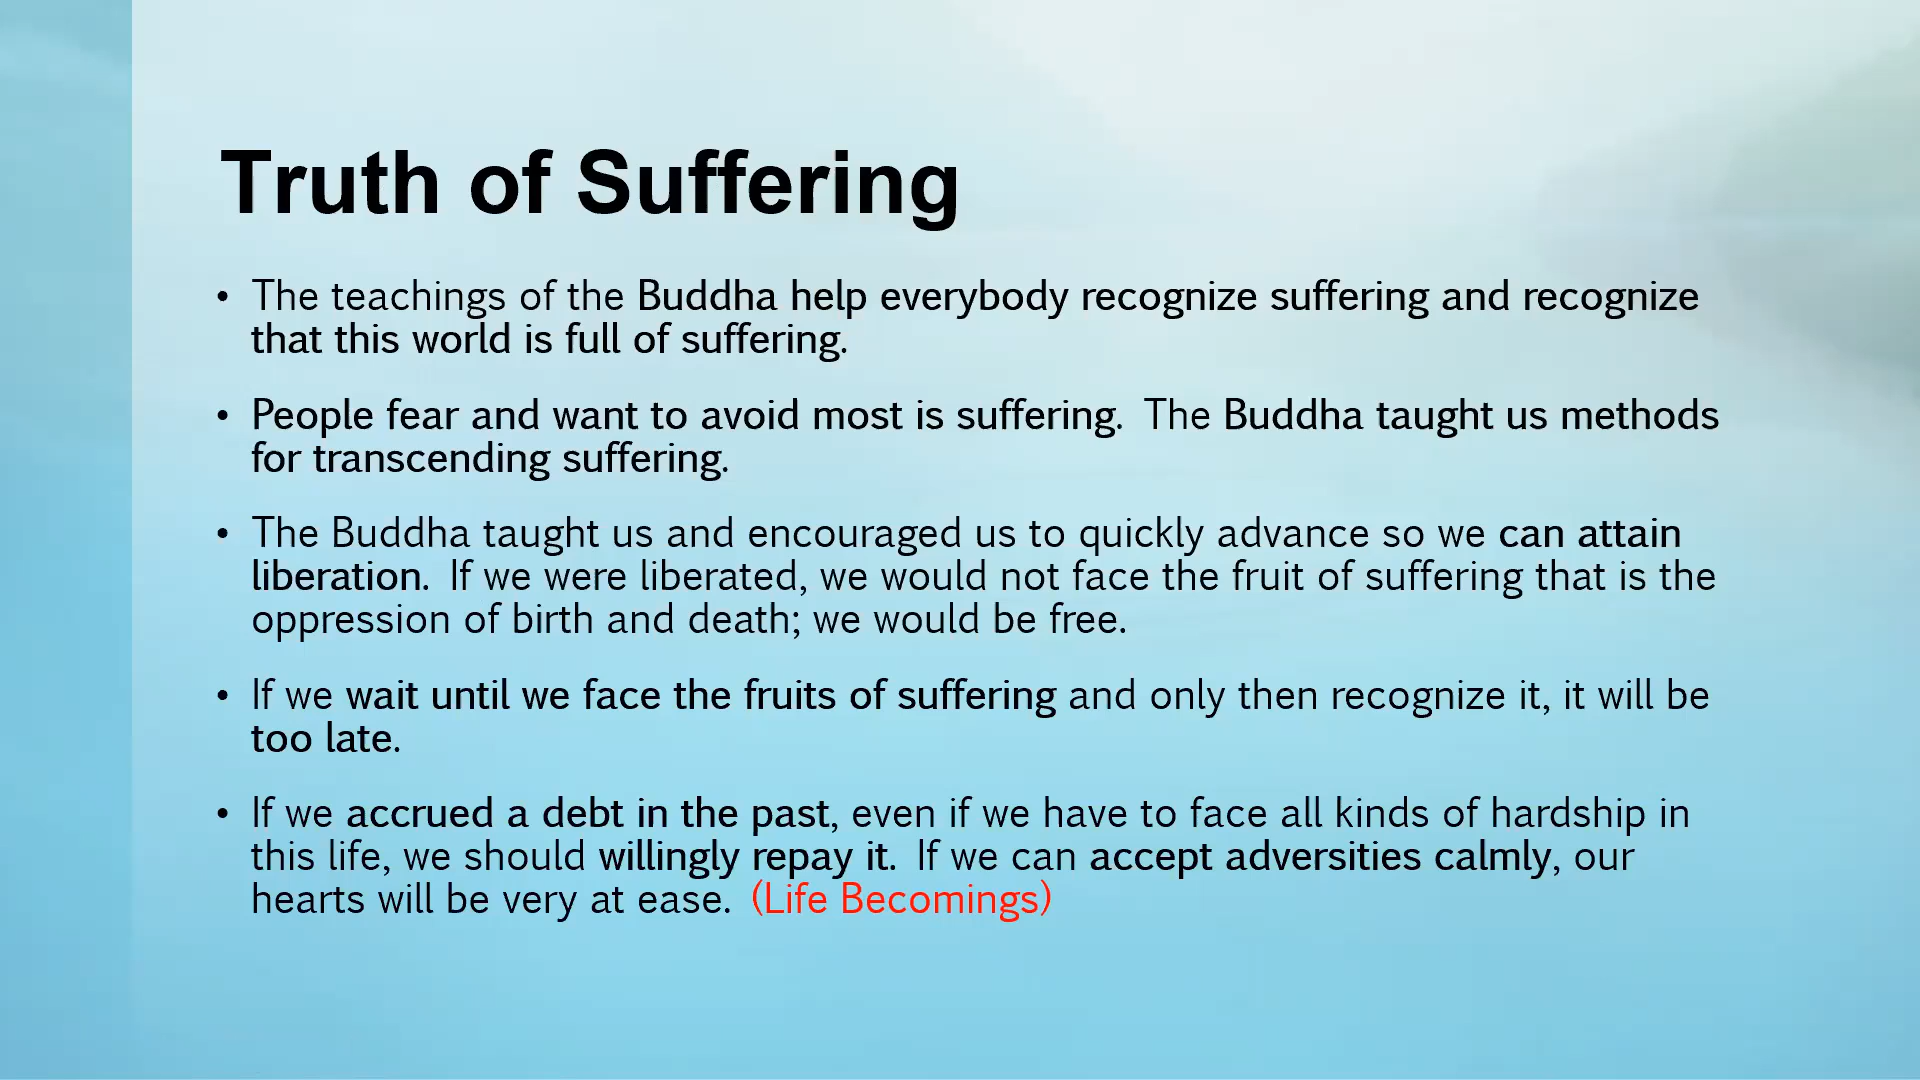 Truth of Suffering
• The teachings of the Buddha help everybody recognize suffering and recognize
that this world is full of suffering.
• People fear and want to avoid most is suffering. The Buddha taught us methods
for transcending suffering.
• The Buddha taught us and encouraged us to quickly advance so we can attain
liberation. If we were liberated, we would not face the fruit of suffering that is the
oppression of birth and death; we would be free.
• If we wait until we face the fruits of suffering and only then recognize it, it will be
too late.
• If we accrued a debt in the past, even if we have to face all kinds of hardship in
this life, we should willingly repay it. If we can accept adversities calmly, our
hearts will be very at ease. (Life Becomings)